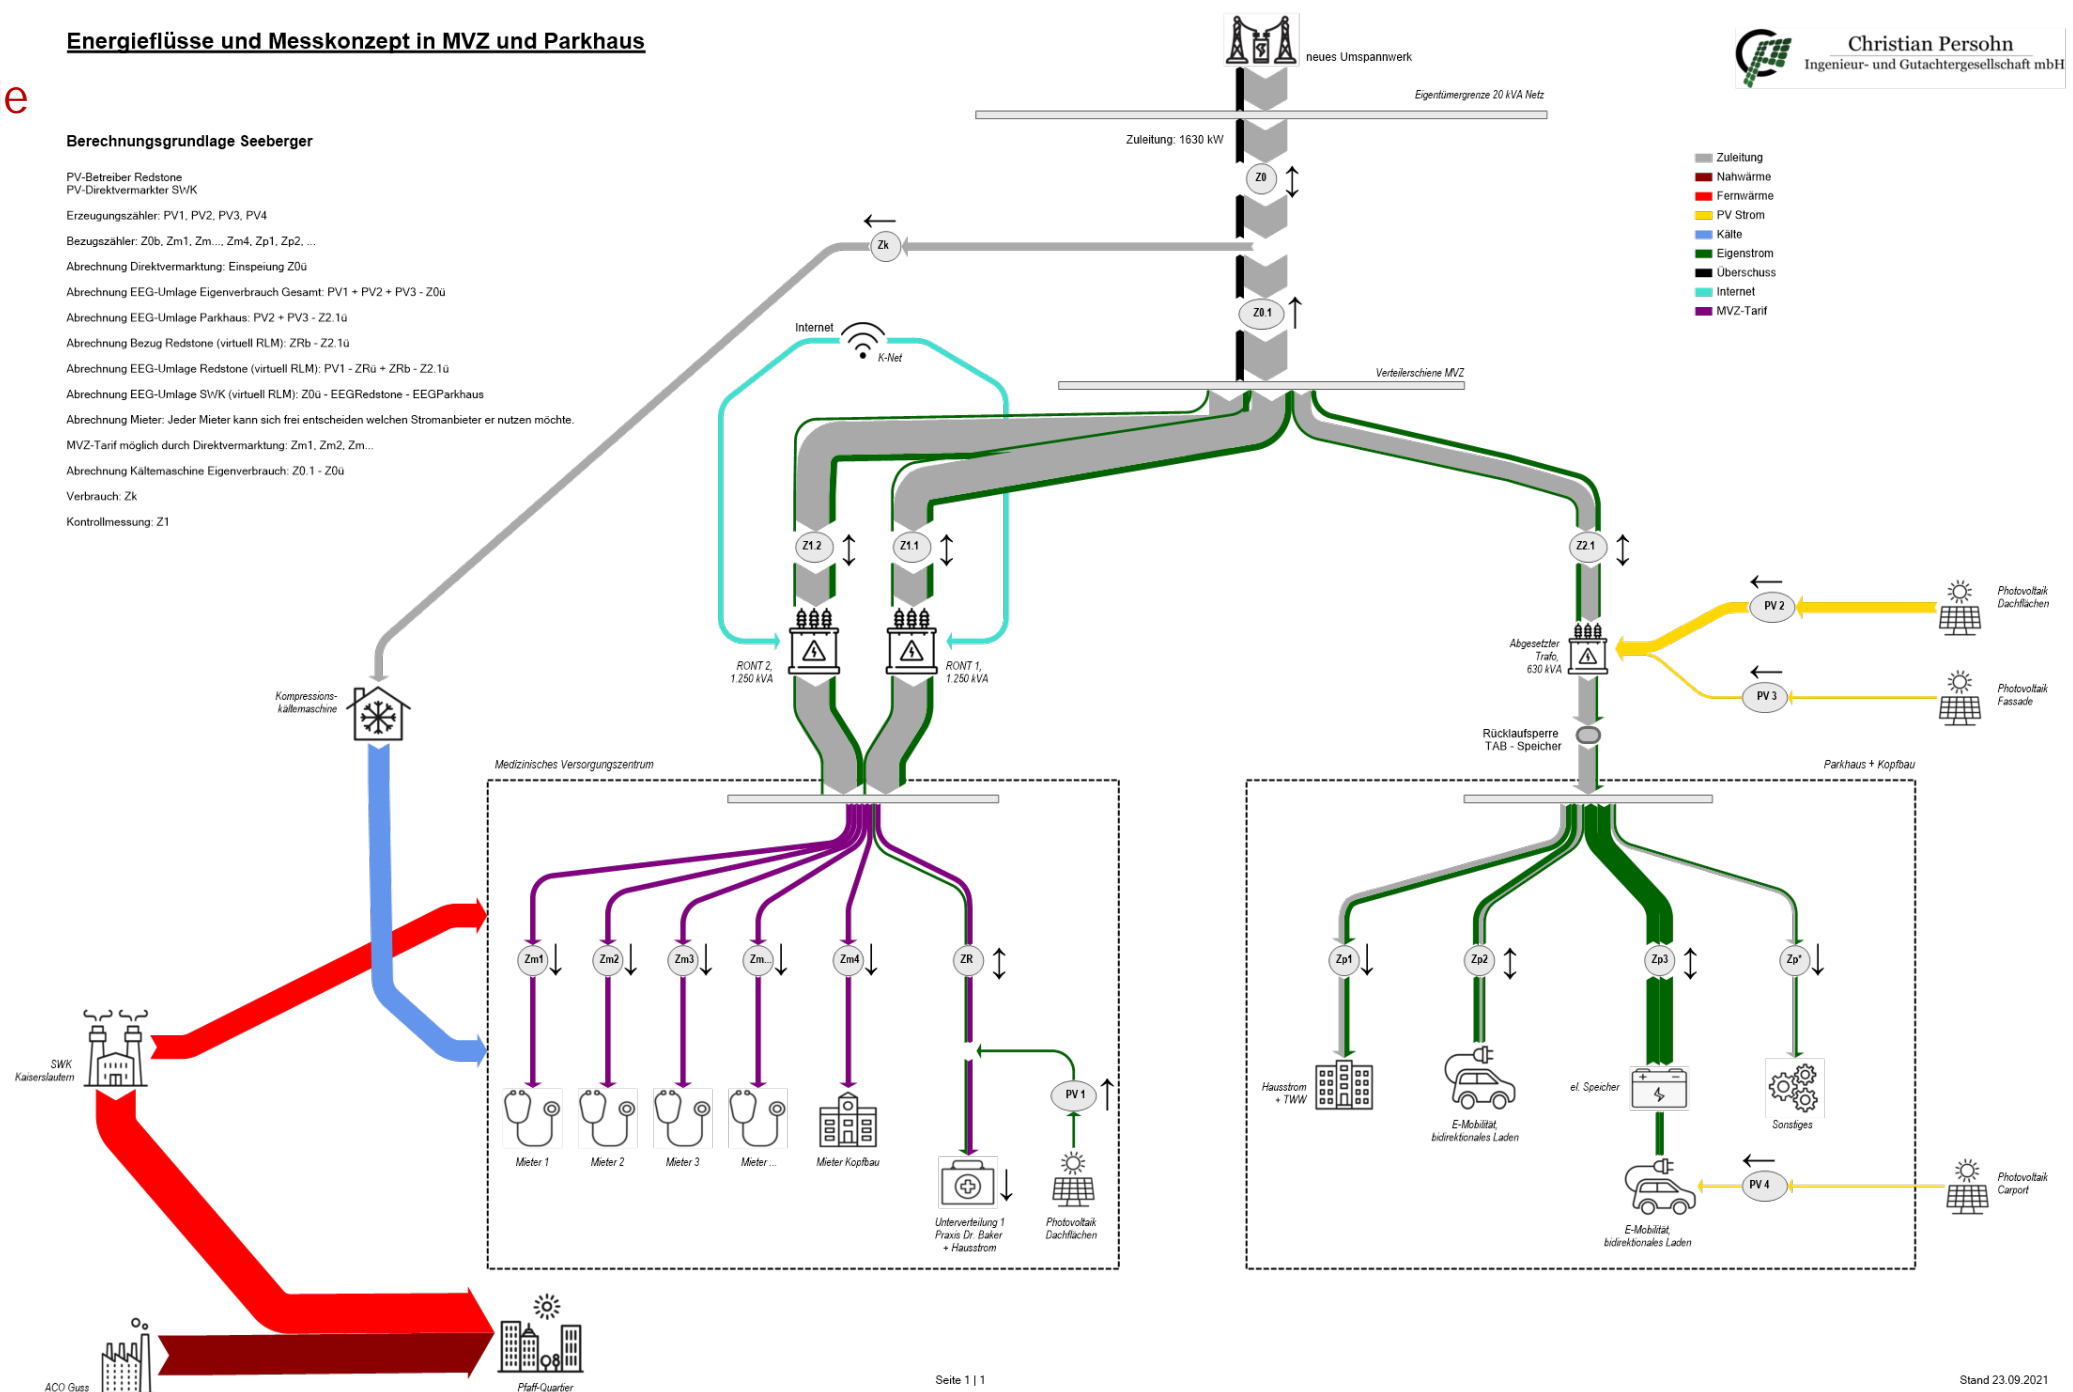 Energieflüsse und Messkonzept in MVZ und Parkhaus
e
Christian Persohn
Ingenieur- und Gutachtergesellschaft mbH
neues Umspannwerk
Eigentümergrenze 20 kVA Netz
Zuleitung: 1630 kW
Berechnungsgrundlage Seeberger
PV-Betreiber Redstone
PV-Direktvermarkter SWK
Erzeugungszähler: PV1, PV2, PV3, PV4
Bezugszähler: Z0b, Zm1, Zm..., Zm4, Zp1, Zp2, ...
Abrechnung Direktvermarktung: Einspeiung Z0ü
Abrechnung EEG-Umlage Eigenverbrauch Gesamt: PV1 + PV2 + PV3 - Z0ü
Abrechnung EEG-Umlage Parkhaus: PV2 + PV3 - Z2.1ü
Abrechnung Bezug Redstone (virtuell RLM): ZRb - Z2.1ü
Abrechnung EEG-Umlage Redstone (virtuell RLM): PV1 - ZRü + ZRb - Z2.1ü
Abrechnung EEG-Umlage SWK (virtuell RLM): Z0ü - EEGRedstone - EEGParkhaus
Abrechnung Mieter: Jeder Mieter kann sich frei entscheiden welchen Stromanbieter er nutzen möchte.
MVZ-Tarif möglich durch Direktvermarktung: Zm1, Zm2, Zm...
Abrechnung Kältemaschine Eigenverbrauch: Z0.1 - Z0ü
Verbrauch: Zk
Kontrollmessung: Z1
Zuleitung
Nahwärme
Fernwärme
PV Strom
Kälte
Eigenstrom
Überschuss
Internet
MVZ-Tarif
Z0
Zk
Z0.1
Internet
K-Net
Verteilerschiene MVZ
Z1.2
Z1.1
Z2.1
PV 2
Photovoltaik
Dachflächen
RONT 2,
1.250 kVA
RONT 1,
1.250 kVA
Abgesetzter
Trafo,
630 kVA
PV 3
Photovoltaik
Fassade
Kompressions-
kältemaschine
Rücklaufsperre
TAB - Speicher
Medizinisches Versorgungszentrum
Parkhaus + Kopfbau
Zm1
Zm2
Zm3
Zm...
Zm4
ZR
Zp1
Zp2
Zp3
Zp*
SWK
Kaiserslautern
PV 1
Hausstrom
+ TWW
E-Mobilität,
bidirektionales Laden
el. Speicher
Sonstiges
Mieter 1
Mieter 2
Mieter 3
Mieter ...
Mieter Kopfbau
Unterverteilung 1
Praxis Dr. Baker
+ Hausstrom
Photovoltaik
Dachflächen
PV 4
Photovoltaik
Carport
E-Mobilität,
bidirektionales Laden
ACO Guss
Pfaff-Quartier
Seite 1 | 1
Stand 23.09.2021